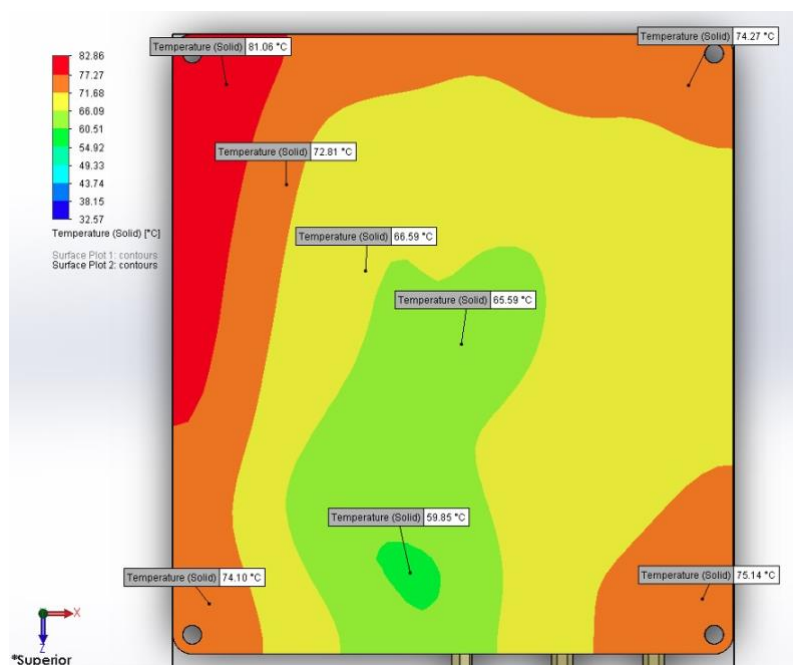 Temperature (Solid) 81.06 °C
Temperature (Solid) 74.27 °C
82.86
77.27
71.68
66.09
60.51
54.92
49.33
43.74
38.15
32.57
Temperature (Solid) [°C]
Surface Plot 1: contours
Surface Plot 2: contours
Temperature (Solid) 72.81 °C
Temperature (Solid) 66.59 °C
Temperature (Solid) 65.59 °C
Temperature (Solid) 59.85 °C
Temperature (Solid) 74.10 °C
Temperature (Solid) 75.14 °C
X
Z
*Superior